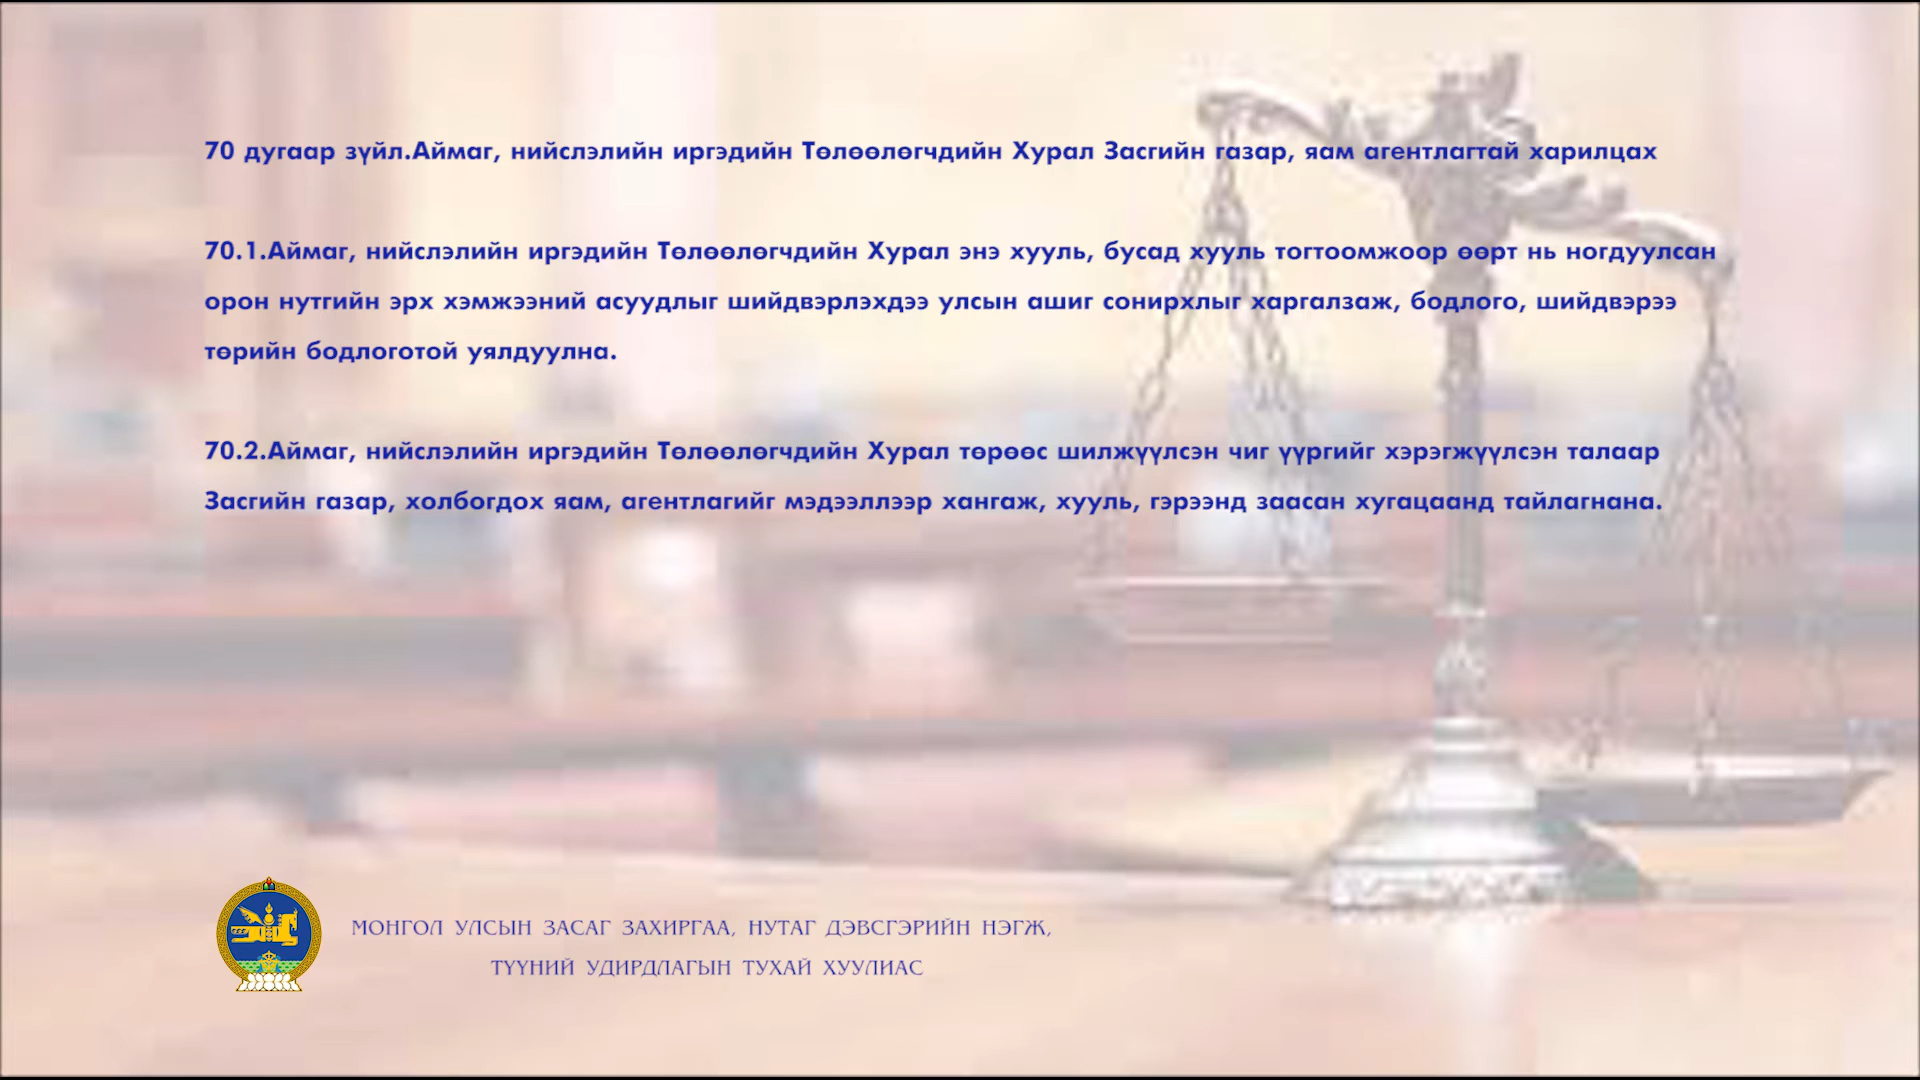 70 дугаар зүйл.Аймаг, нийслэлийн иргэдийн Төлөөлөгчдийн Хурал Засгийн газар, яам агентлагтай харилцах
70.1.Аймаг, нийслэлийн иргэдийн Төлөөлөгчдийн Хурал энэ хууль, бусад хууль тогтоомжоор өөрт нь ногдуулсан
орон нутгийн эрх хэмжээний асуудлыг шийдвэрлэхдээ улсын ашиг сонирхлыг харгалзаж, бодлого, шийдвэрээ
төрийн бодлоготой уялдуулна.
70.2.Аймаг, нийслэлийн иргэдийн Төлөөлөгчдийн Хурал төрөөс шилжүүлсэн чиг үүргийг хэрэгжүүлсэн талаар
Засгийн газар, холбогдох яам, агентлагийг мэдээллээр хангаж, хууль, гэрээнд заасан хугацаанд тайлагнана.
МОНГОЛ УЛСЫН ЗАСАГ ЗАХИРГАА, НУТАГ ДЭВСГЭРИЙН НЭГЖ,
ТҮҮНИЙ УДИРДЛАГЫН ТУХАЙ ХУУЛИАС